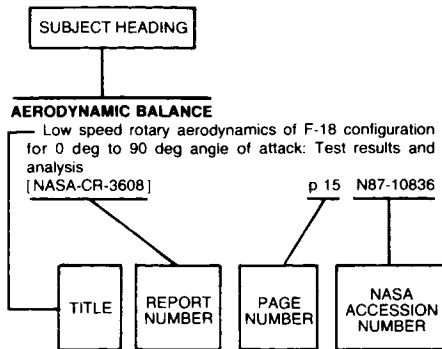 SUBJECT HEADING
AERODYNAMIC BALANCE
Low speed rotary aerodynamics of F-18 configuration
for 0 deg to 90 deg angle of attack: Test results and
analysis
[NASA-CR-3608] p 15 N87-10836
TITLE
REPORT
NUMBER
PAGE
NUMBER
NASA
ACCESSION
NUMBER